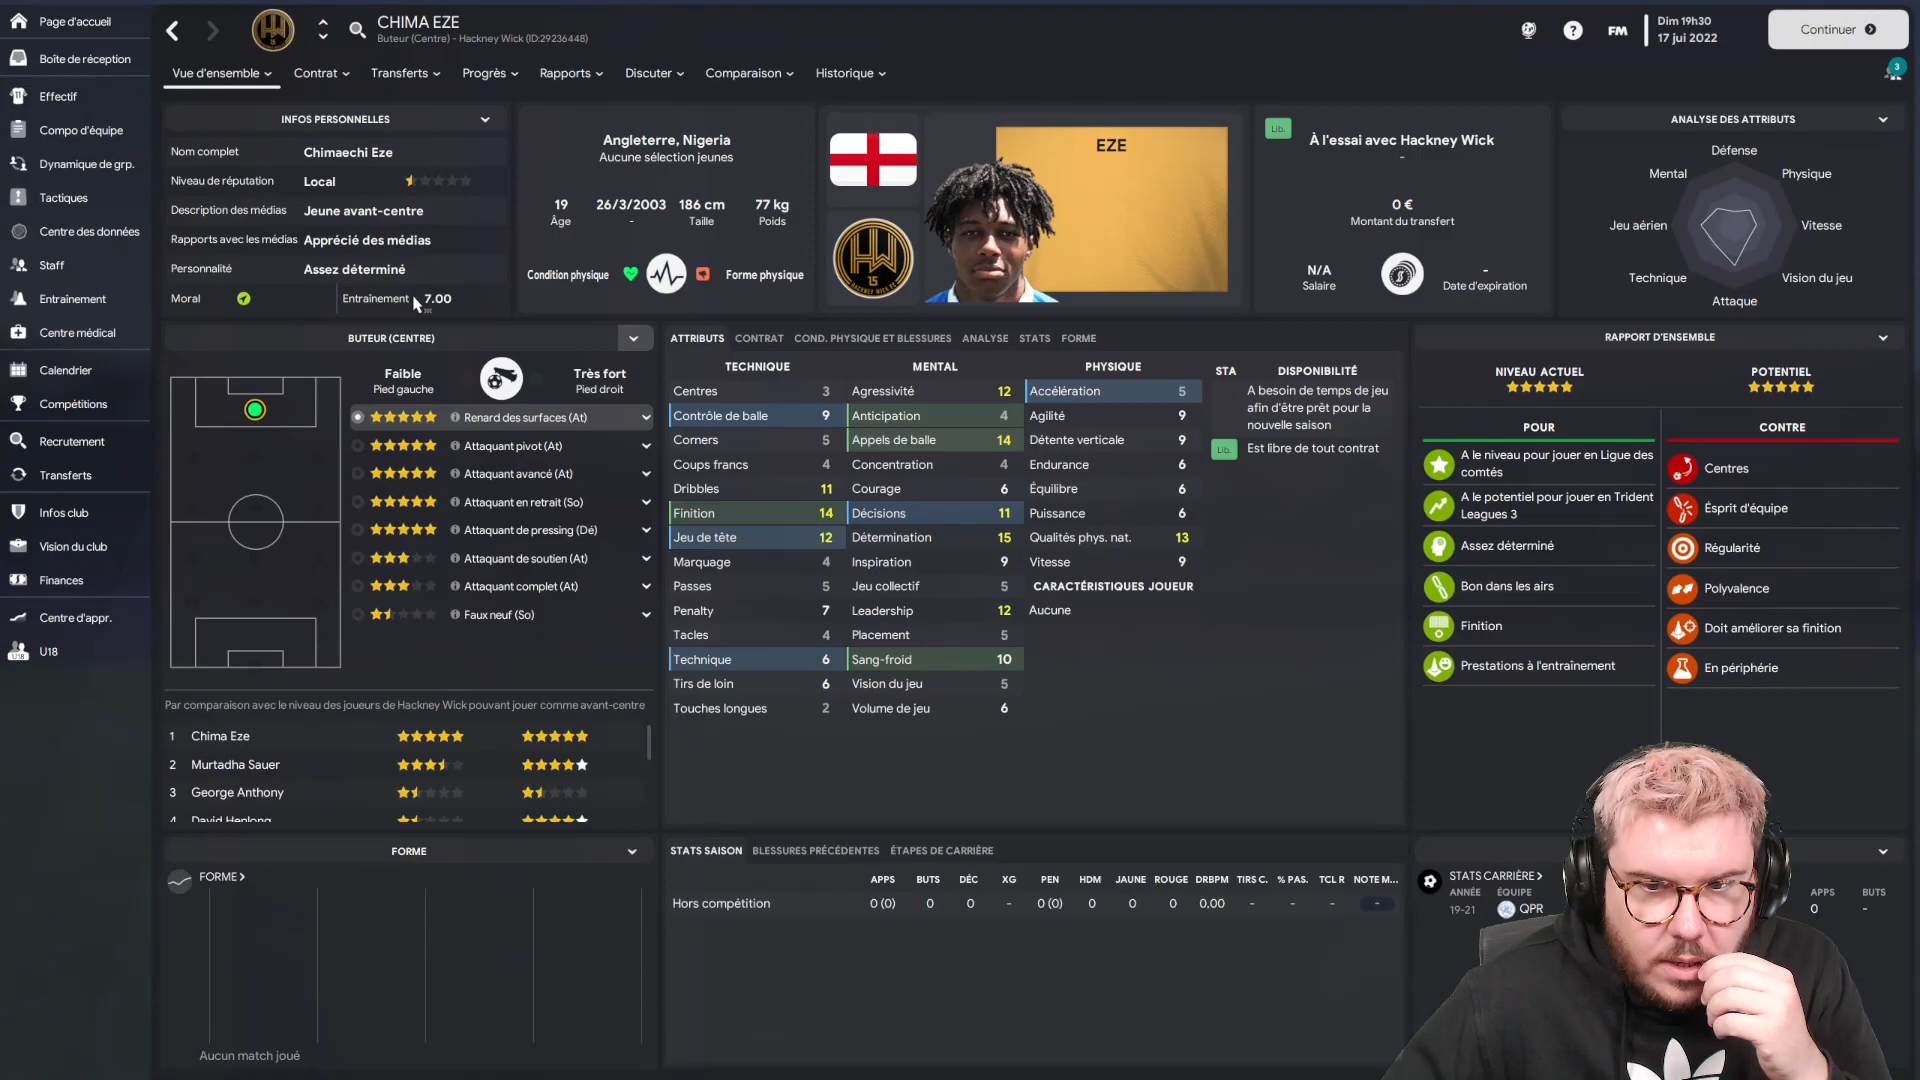 Page d'accueil
Boîte de réception
Effectif
Compo d'équipe
Dynamique de grp.
Tactiques
Centre des données
Staff
Entraînement
Centre médical
Calendrier
Compétitions
Recrutement
Transferts
Infos club
Vision du club
Finances
Centre d'appr.
U18
CHIMA EZE
Buteur (Centre) - Hackney Wick (ID:29236448)
FM
Dim 19h30
17 jui 2022
Continuer
3
Vue d'ensemble
Contrat
Transferts
Progrès
Rapports
Discuter
Comparaison
Historique
INFOS PERSONNELLES
Nom complet Chimaechi Eze
Niveau de réputation Local
Description des médias Jeune avant-centre
Rapports avec les médias Apprécié des médias
Personnalité Assez déterminé
Moral
Entraînement 7.00
Angleterre, Nigeria
Aucune sélection jeunes
19 26/3/2003 186 cm 77 kg
Âge - Taille Poids
Condition physique
Forme physique
EZE
Lib.
À l'essai avec Hackney Wick
-
0 €
Montant du transfert
N/A
Salaire
-
Date d'expiration
ANALYSE DES ATTRIBUTS
Défense
Physique
Vitesse
Vision du jeu
Attaque
Technique
Jeu aérien
Mental
BUTEUR (CENTRE)
Faible
Pied gauche
Très fort
Pied droit
Renard des surfaces (At)
Attaquant pivot (At)
Attaquant avancé (At)
Attaquant en retrait (So)
Attaquant de pressing (Dé)
Attaquant de soutien (At)
Attaquant complet (At)
Faux neuf (So)
Par comparaison avec le niveau des joueurs de Hackney Wick pouvant jouer comme avant-centre
1 Chima Eze
2 Murtadha Sauer
3 George Anthony
4 David Henlong
FORME
FORME
Aucun match joué
ATTRIBUTS CONTRAT COND. PHYSIQUE ET BLESSURES ANALYSE STATS FORME
TECHNIQUE
Centres 3
Contrôle de balle 9
Corners 5
Coups francs 4
Dribbles 11
Finition 14
Jeu de tête 12
Marquage 4
Passes 5
Penalty 7
Tacles 4
Technique 6
Tirs de loin 6
Touches longues 2
MENTAL
Agressivité 12
Anticipation 4
Appels de balle 14
Concentration 4
Courage 6
Décisions 11
Détermination 15
Inspiration 9
Jeu collectif 5
Leadership 12
Placement 5
Sang-froid 10
Vision du jeu 5
Volume de jeu 6
PHYSIQUE
Accélération 5
Agilité 9
Détente verticale 9
Endurance 6
Équilibre 6
Puissance 6
Qualités phys. nat. 13
Vitesse 9
CARACTÉRISTIQUES JOUEUR
Aucune
STA DISPONIBILITÉ
A besoin de temps de jeu
afin d'être prêt pour la
nouvelle saison
Lib. Est libre de tout contrat
RAPPORT D'ENSEMBLE
NIVEAU ACTUEL
POTENTIEL
POUR
A le niveau pour jouer en Ligue des
comtés
A le potentiel pour jouer en Trident
Leagues 3
Assez déterminé
Bon dans les airs
Finition
Prestations à l'entraînement
CONTRE
Centres
Ésprit d'équipe
Régularité
Polyvalence
Doit améliorer sa finition
En périphérie
STATS SAISON BLESSURES PRÉCÉDENTES ÉTAPES DE CARRIÈRE
APPS BUTS DÉC XG PEN HDM JAUNE ROUGE DRBPM TIRS C. % PAS. TCL R NOTE M...
Hors compétition 0 (0) 0 0 - 0 (0) 0 0 0 0,00 - - - -
STATS CARRIÈRE
ANNÉE ÉQUIPE APPS BUTS
19-21 QPR 0 -